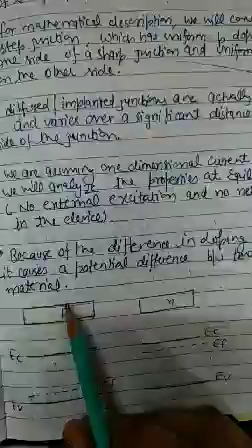 for mathematical description, we will con
step junction, which has uniform p dop
one side of a sharp junction and uniform
on the other side.
diffused / implanted junctions are actually
and varies over a significant distance
side of the junction.
we are assuming one dimensional current
we will analyze the properties at Equil
( No external excitation and no net
in the device)
Because of the difference in doping
it causes a potential difference b/w
material.
n
Ec
Ec
Ef
Ev
Ev